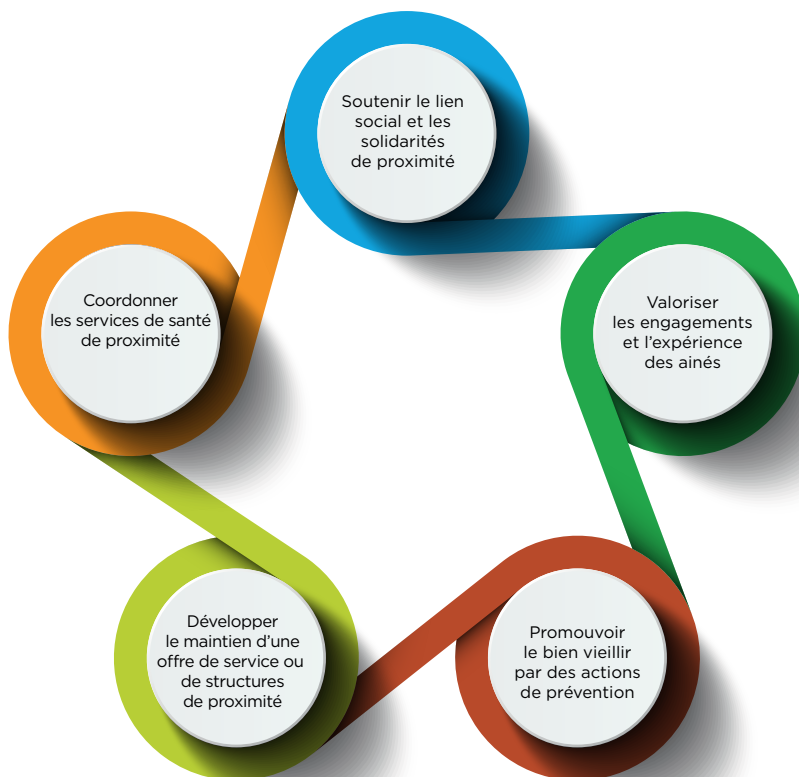 Soutenir le lien
social et les
solidarités
de proximité
Valoriser
les engagements
et l'expérience
des ainés
Promouvoir
le bien vieillir
par des actions
de prévention
Développer
le maintien d'une
offre de service ou
de structures
de proximité
Coordonner
les services de santé
de proximité